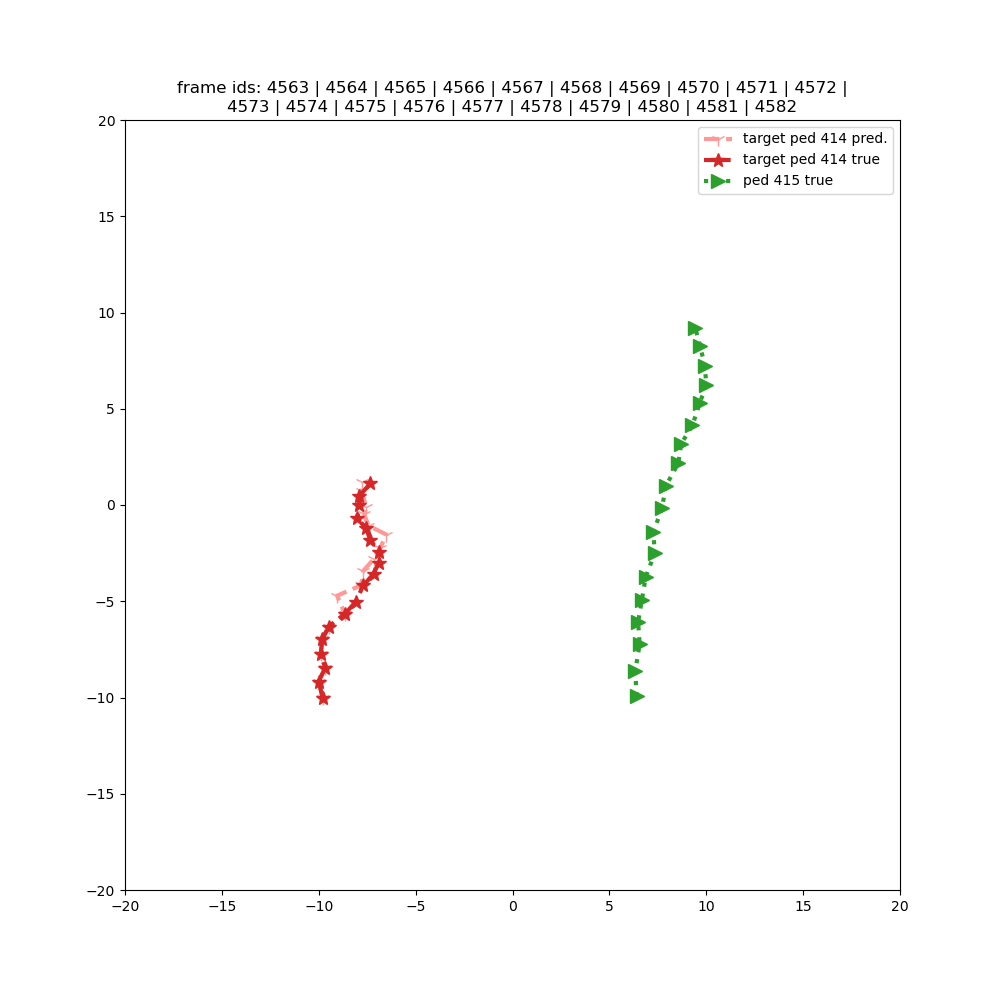 frame ids: 4563 | 4564 | 4565 | 4566 | 4567 | 4568 | 4569 | 4570 | 4571 | 4572 |
4573 | 4574 | 4575 | 4576 | 4577 | 4578 | 4579 | 4580 | 4581 | 4582
target ped 414 pred.
target ped 414 true
ped 415 true
20
15
10
5
0
−5
−10
−15
−20
−20 −15 −10 −5 0 5 10 15 20